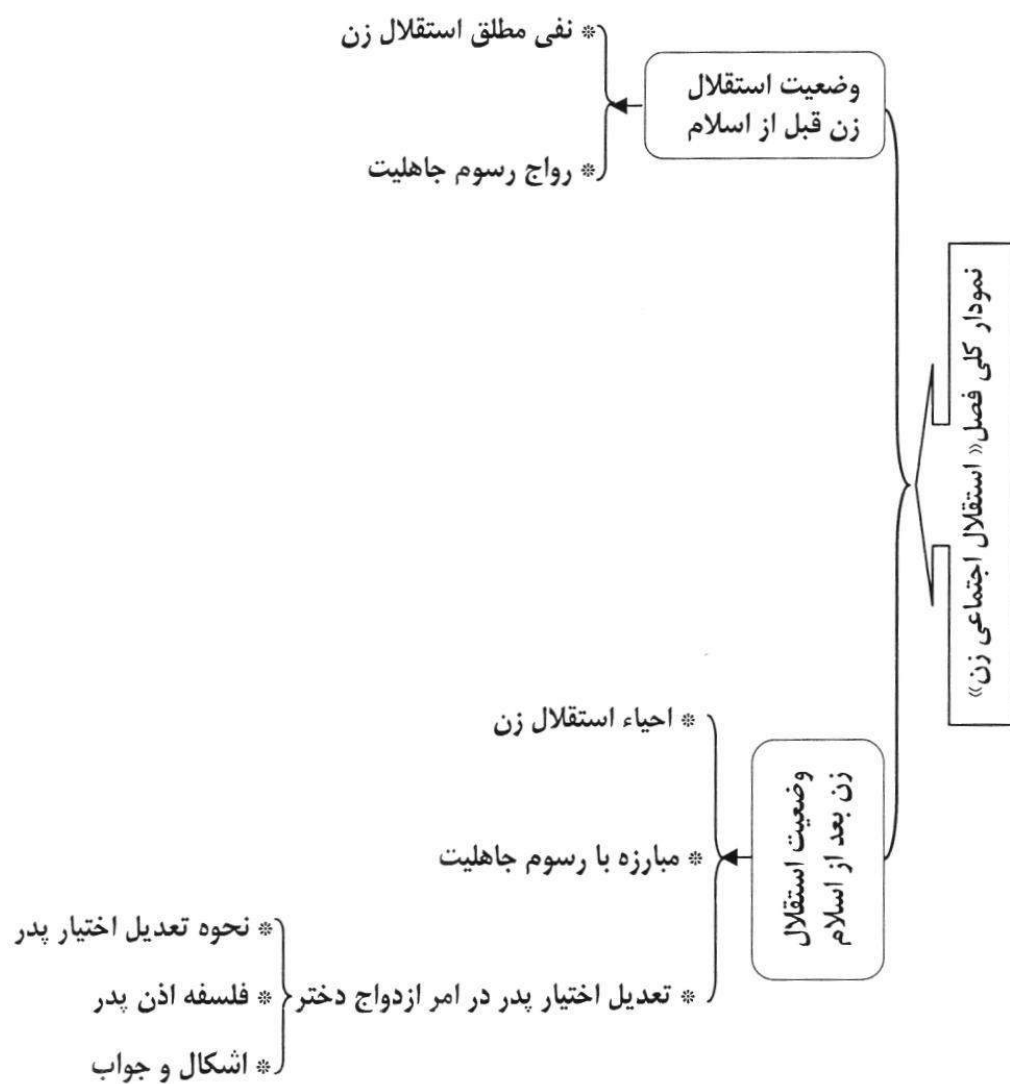 نمودار کلی فصل« استقلال اجتماعی زن»
وضعیت استقلال
زن قبل از اسلام
* نفی مطلق استقلال زن
* رواج رسوم جاهلیت
وضعیت استقلال
زن بعد از اسلام
* احیاء استقلال زن
* مبارزه با رسوم جاهلیت
* تعدیل اختیار پدر در امر ازدواج دختر
* نحوه تعدیل اختیار پدر
* فلسفه اذن پدر
* اشکال و جواب